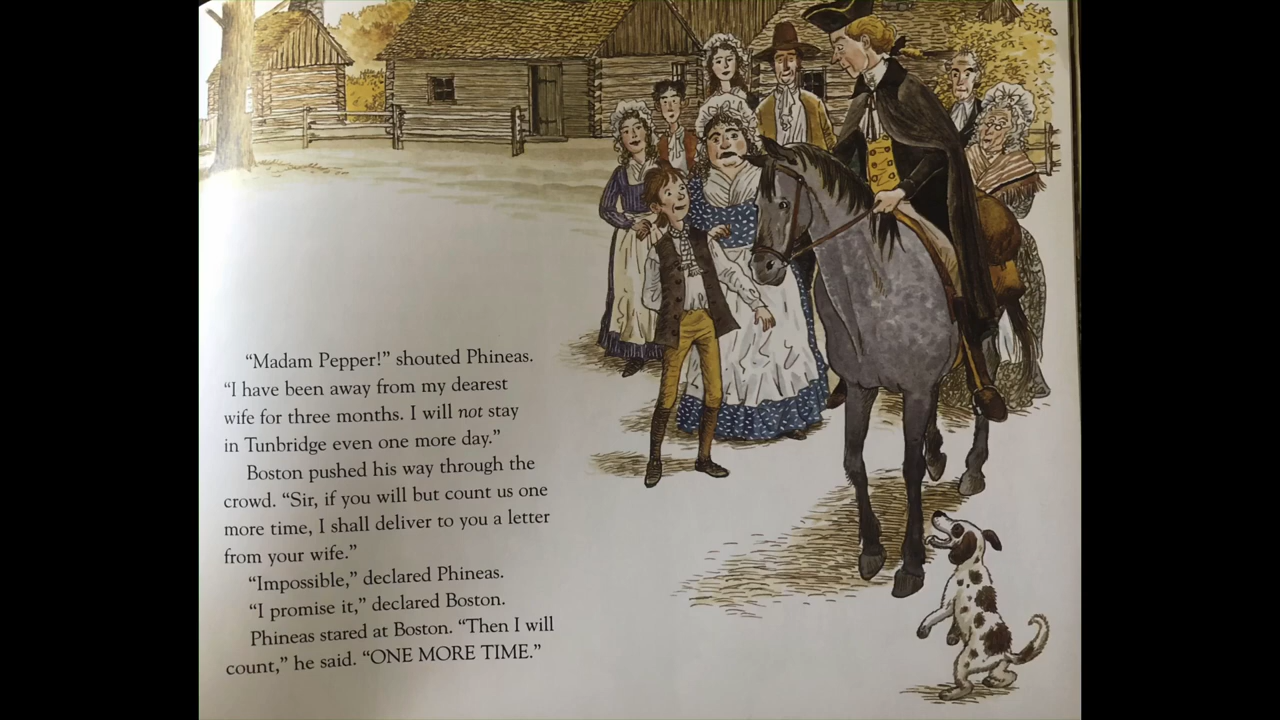 “Madam Pepper!” shouted Phineas.
“I have been away from my dearest
wife for three months. I will not stay
in Tunbridge even one more day.”
Boston pushed his way through the
crowd. “Sir, if you will but count us one
more time, I shall deliver to you a letter
from your wife.”
“Impossible,” declared Phineas.
“I promise it,” declared Boston.
Phineas stared at Boston. “Then I will
count,” he said. “ONE MORE TIME.”